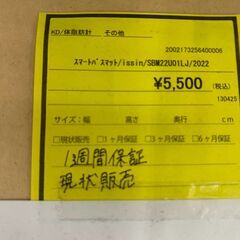 KD/体脂肪計　その他
2002173256400006
ｽﾏｰﾄﾊﾞｽﾏｯﾄ/issin/SBM22U01LJ/2022
¥5,500 (税込)
130425
サイズ：幅　高さ　奥行　cm
□現状販売　□1ヶ月保証　□3ヶ月保証　□6ヶ月保証
1週間保証
現状販売